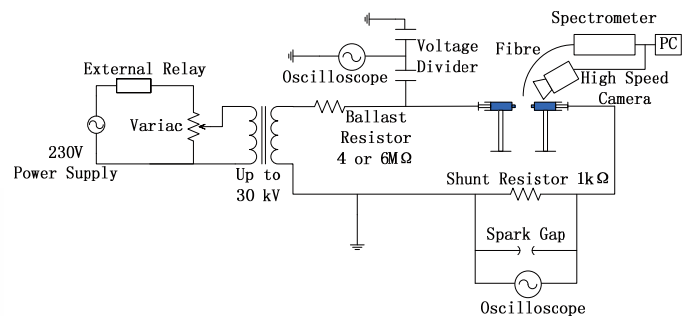 Spectrometer
PC
Fibre
Voltage
Divider
Oscilloscope
High Speed
Camera
External Relay
Variac
Ballast
Resistor
4 or 6MΩ
230V
Power Supply
Up to
30 kV
Shunt Resistor 1kΩ
Spark Gap
Oscilloscope